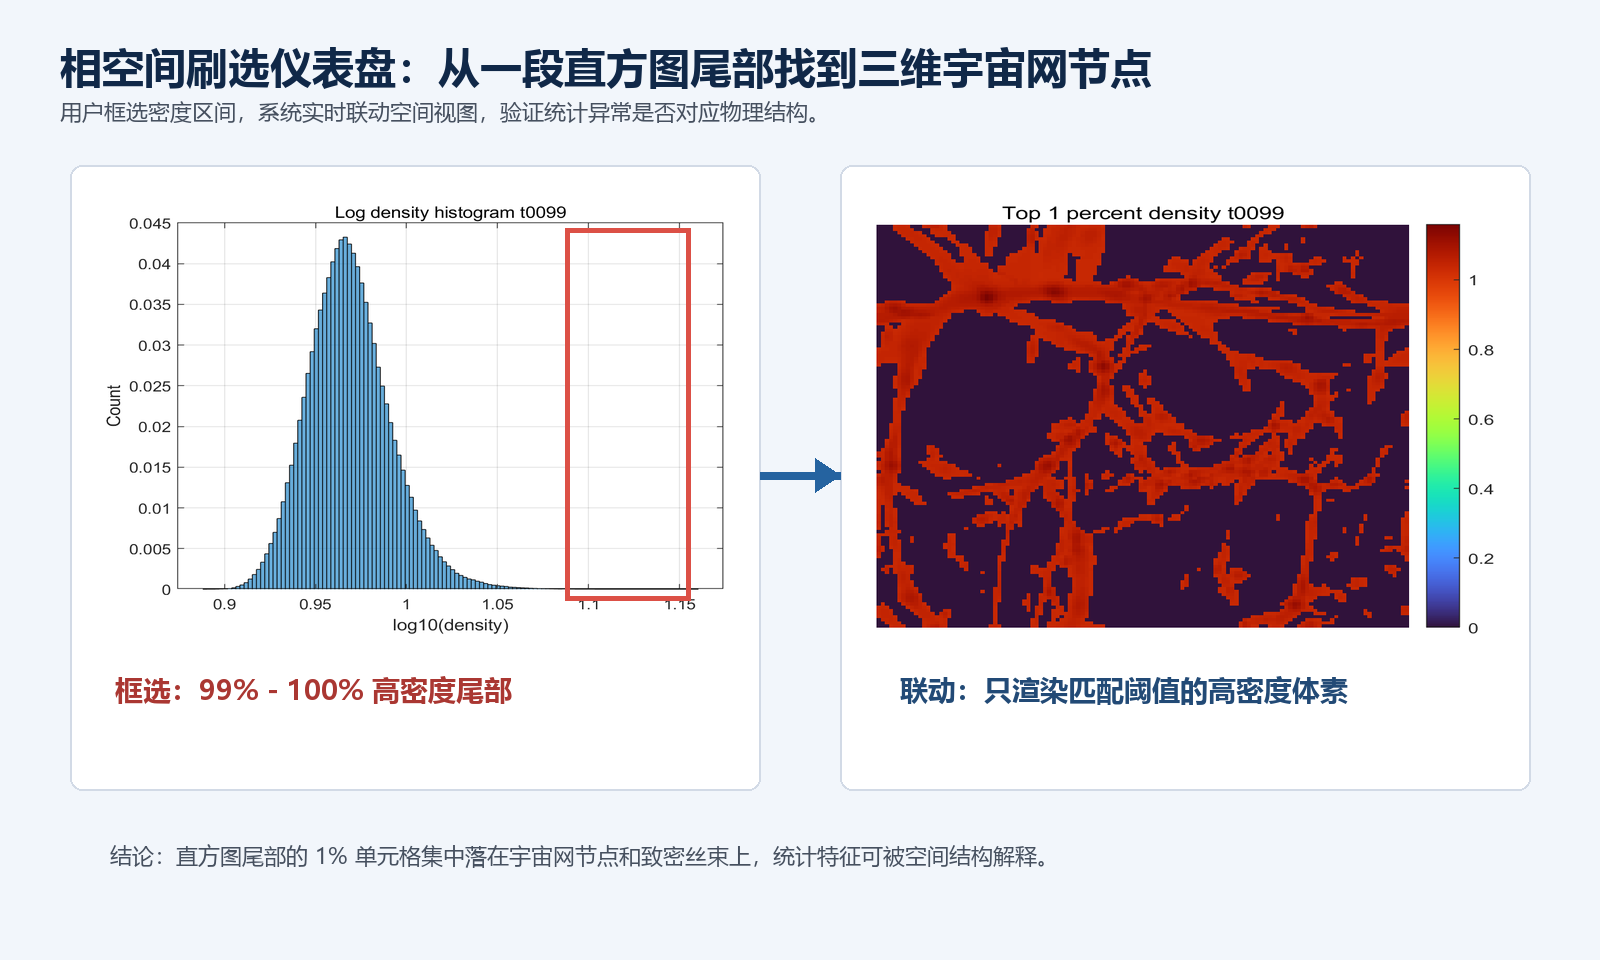 相空间刷选仪表盘：从一段直方图尾部找到三维宇宙网节点
用户框选密度区间，系统实时联动空间视图，验证统计异常是否对应物理结构。
Log density histogram t0099
0.045
0.04
0.035
0.03
0.025
0.02
0.015
0.01
0.005
0
Count
0.9
0.95
1
1.05
1.1
1.15
log10(density)
框选：99% - 100% 高密度尾部
Top 1 percent density t0099
1
0.8
0.6
0.4
0.2
0
联动：只渲染匹配阈值的高密度体素
结论：直方图尾部的 1% 单元格集中落在宇宙网节点和致密丝束上，统计特征可被空间结构解释。